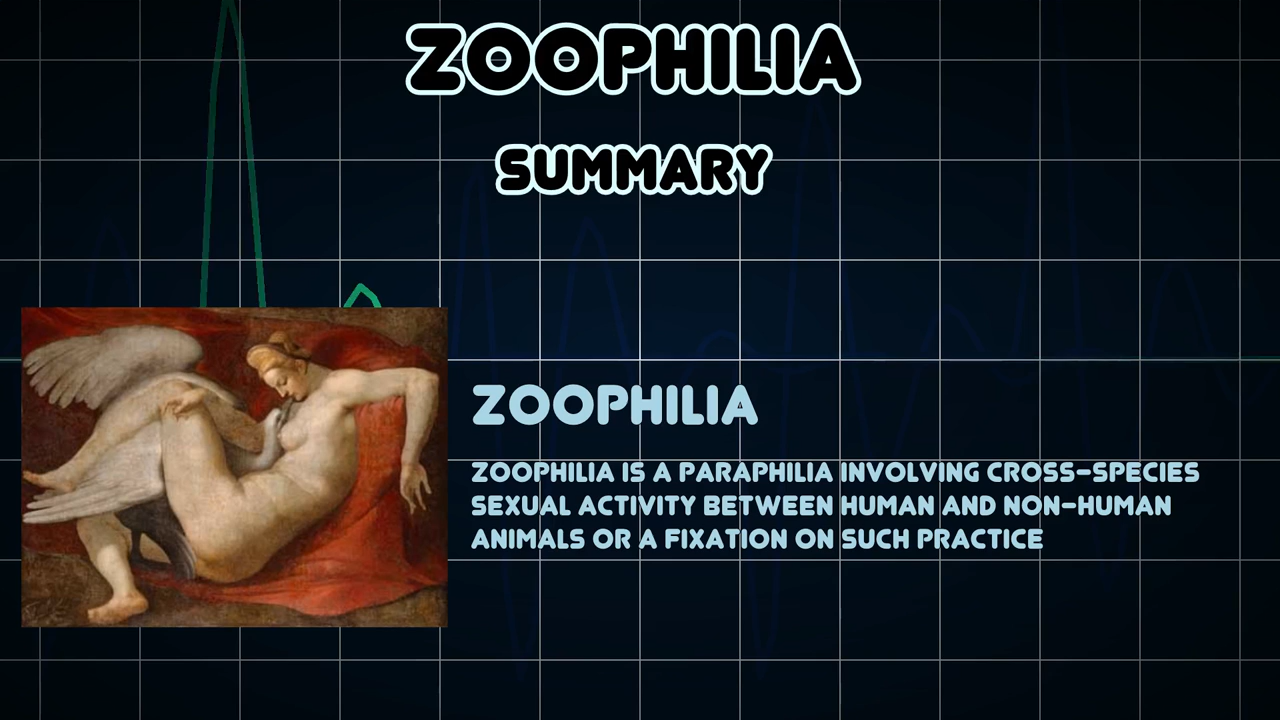 ZOOPHILIA
SUMMARY
ZOOPHILIA
ZOOPHILIA IS A PARAPHILIA INVOLVING CROSS-SPECIES
SEXUAL ACTIVITY BETWEEN HUMAN AND NON-HUMAN
ANIMALS OR A FIXATION ON SUCH PRACTICE